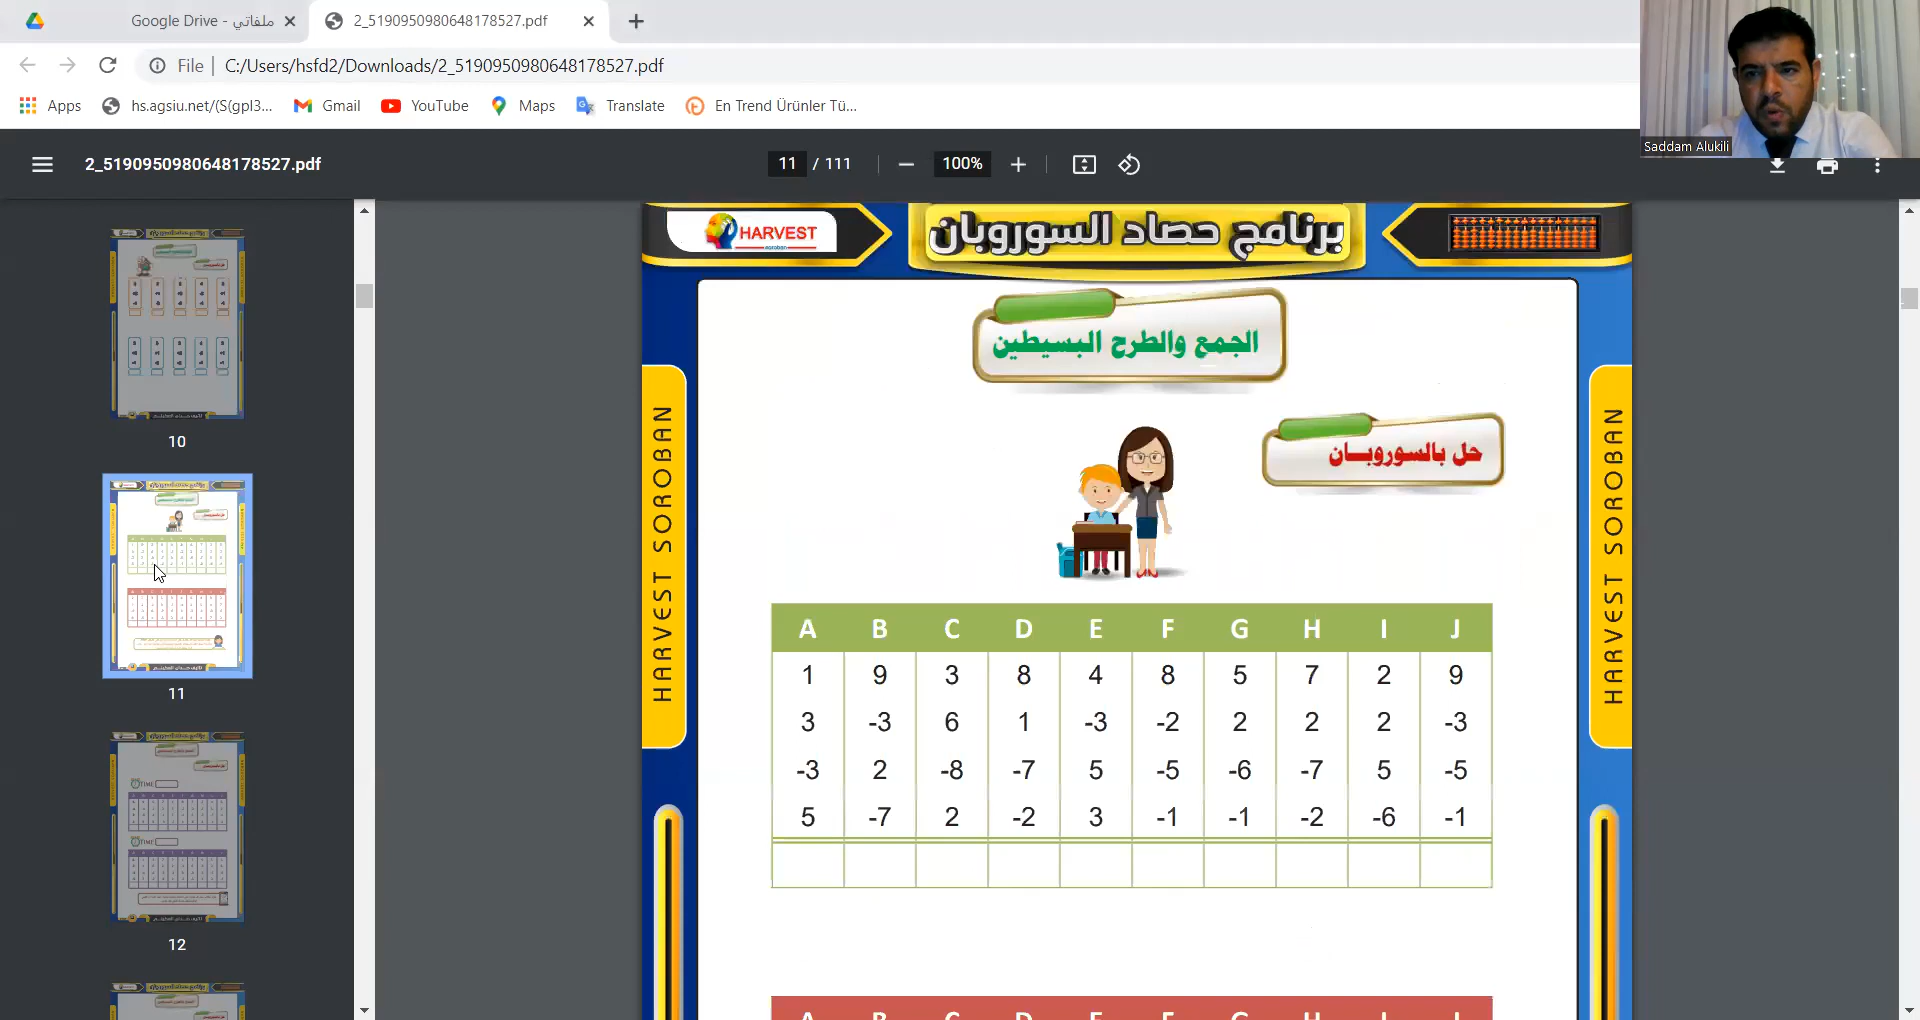 ملفاتي - Google Drive
2_5190950980648178527.pdf
File | C:/Users/hsfd2/Downloads/2_5190950980648178527.pdf
Apps
hs.agsiu.net/(S(gpl3...
Gmail
YouTube
Maps
Translate
En Trend Ürünler Tü...
Saddam Alukili
2_5190950980648178527.pdf
11 / 111
100%
10
11
12
HARVEST
برنامج حصاد السوروبان
الجمع والطرح البسيطين
حل بالسوروبان
HARVEST SOROBAN
HARVEST SOROBAN
A B C D E F G H I J
1 9 3 8 4 8 5 7 2 9
3 -3 6 1 -3 -2 2 2 2 -3
-3 2 -8 -7 5 -5 -6 -7 5 -5
5 -7 2 -2 3 -1 -1 -2 -6 -1